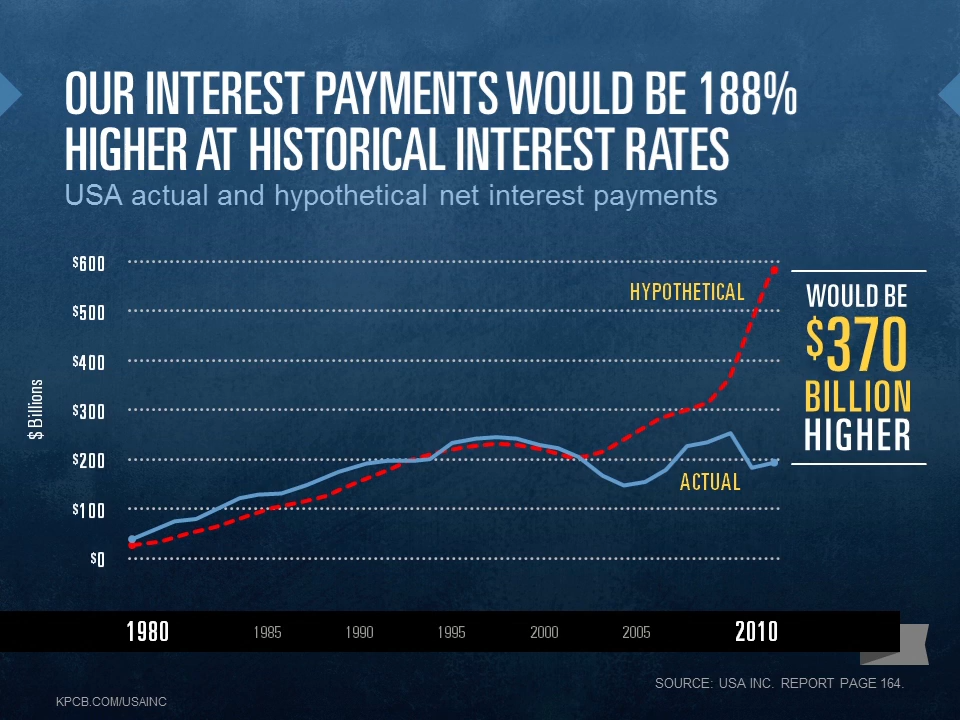 OUR INTEREST PAYMENTS WOULD BE 188%
HIGHER AT HISTORICAL INTEREST RATES
USA actual and hypothetical net interest payments
$600
$500
$400
$300
$200
$100
$0
$ Billions
HYPOTHETICAL
ACTUAL
WOULD BE
$370
BILLION
HIGHER
1980 1985 1990 1995 2000 2005 2010
SOURCE: USA INC. REPORT PAGE 164.
KPCB.COM/USAINC